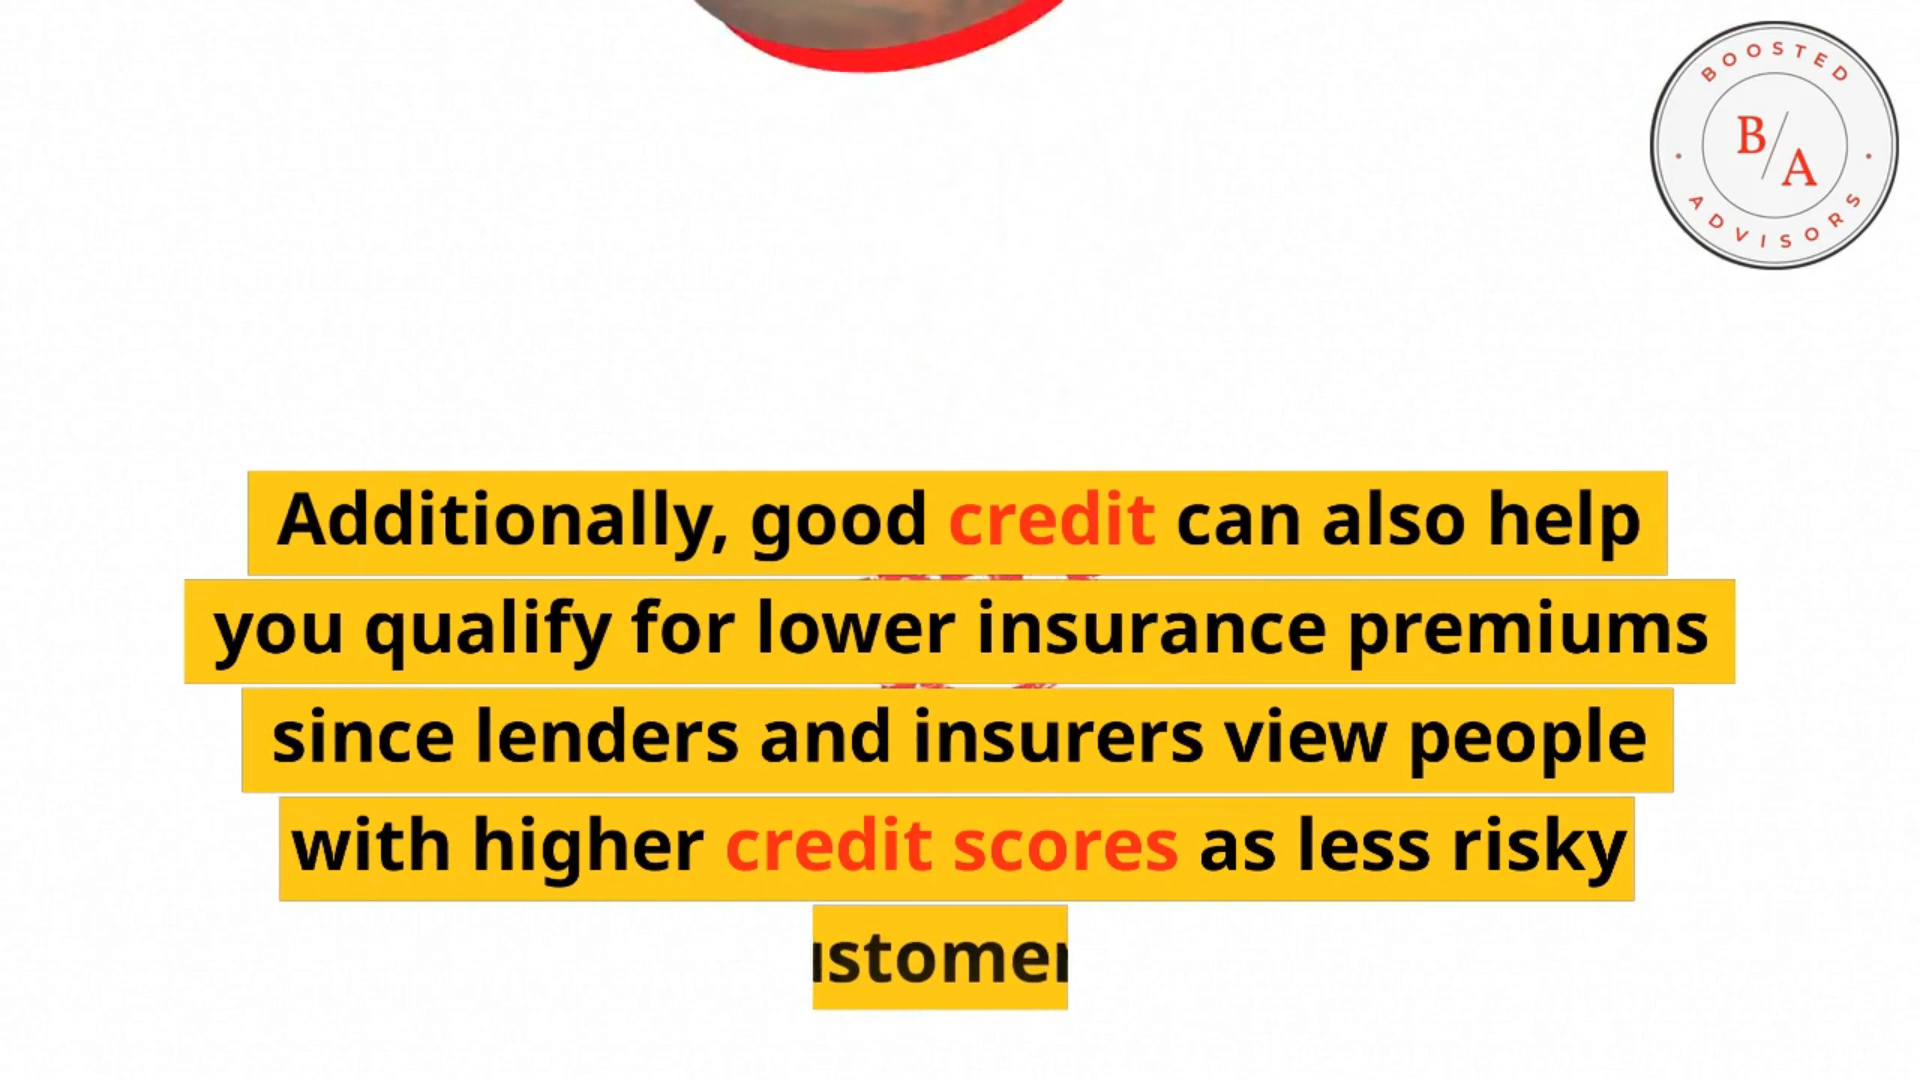 BOOSTED
B/A
ADVISORS
Additionally, good credit can also help
you qualify for lower insurance premiums
since lenders and insurers view people
with higher credit scores as less risky